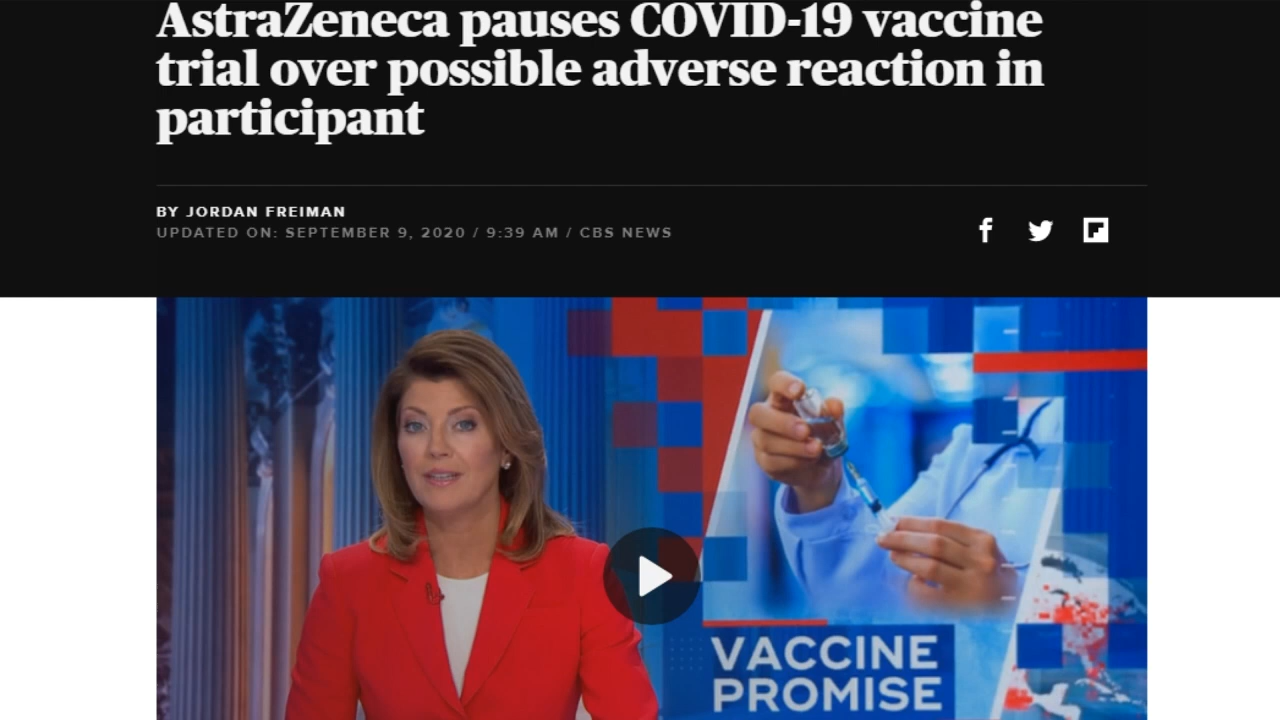 AstraZeneca pauses COVID-19 vaccine
trial over possible adverse reaction in
participant
BY JORDAN FREIMAN
UPDATED ON: SEPTEMBER 9, 2020 / 9:39 AM / CBS NEWS
VACCINE
PROMISE